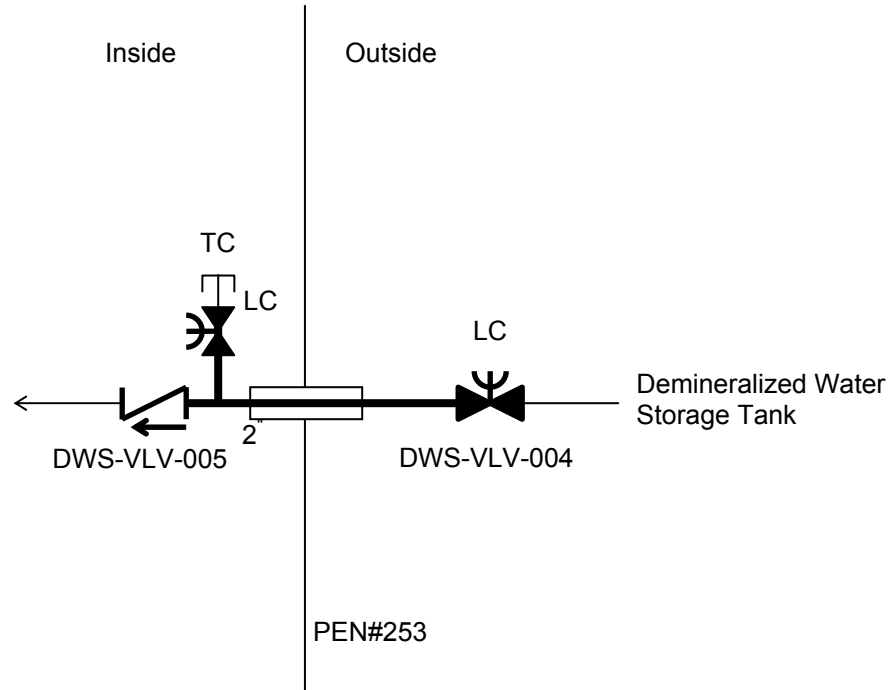 Inside
Outside
TC
LC
LC
Demineralized Water
Storage Tank
2"
DWS-VLV-005
DWS-VLV-004
PEN#253